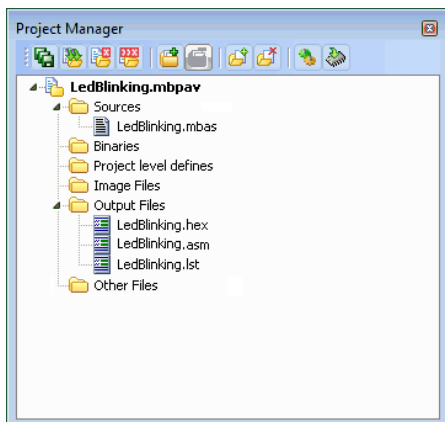 Project Manager
LedBlinking.mbpav
Sources
LedBlinking.mbas
Binaries
Project level defines
Image Files
Output Files
LedBlinking.hex
LedBlinking.asm
LedBlinking.lst
Other Files